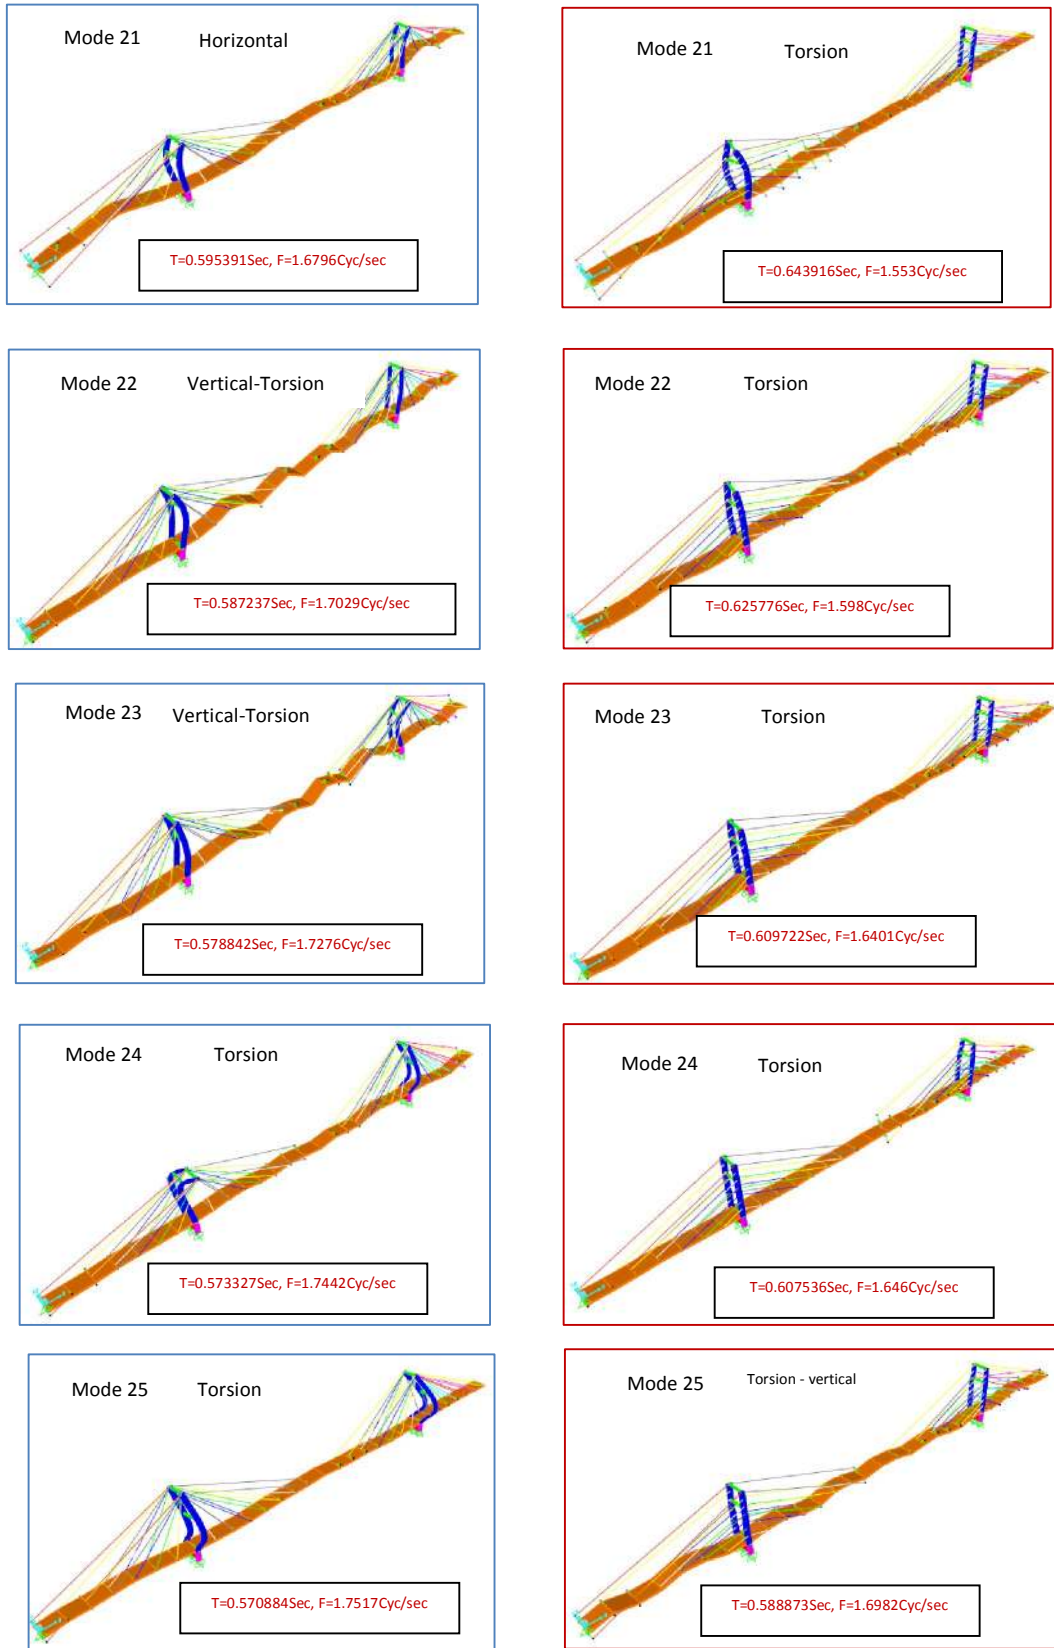 Mode 21 Horizontal
T=0.595391Sec, F=1.6796Cyc/sec
Mode 21 Torsion
T=0.643916Sec, F=1.553Cyc/sec
Mode 22 Vertical-Torsion
T=0.587237Sec, F=1.7029Cyc/sec
Mode 22 Torsion
T=0.625776Sec, F=1.598Cyc/sec
Mode 23 Vertical-Torsion
T=0.578842Sec, F=1.7276Cyc/sec
Mode 23 Torsion
T=0.609722Sec, F=1.6401Cyc/sec
Mode 24 Torsion
T=0.573327Sec, F=1.7442Cyc/sec
Mode 24 Torsion
T=0.607536Sec, F=1.646Cyc/sec
Mode 25 Torsion
T=0.570884Sec, F=1.7517Cyc/sec
Mode 25 Torsion - vertical
T=0.588873Sec, F=1.6982Cyc/sec